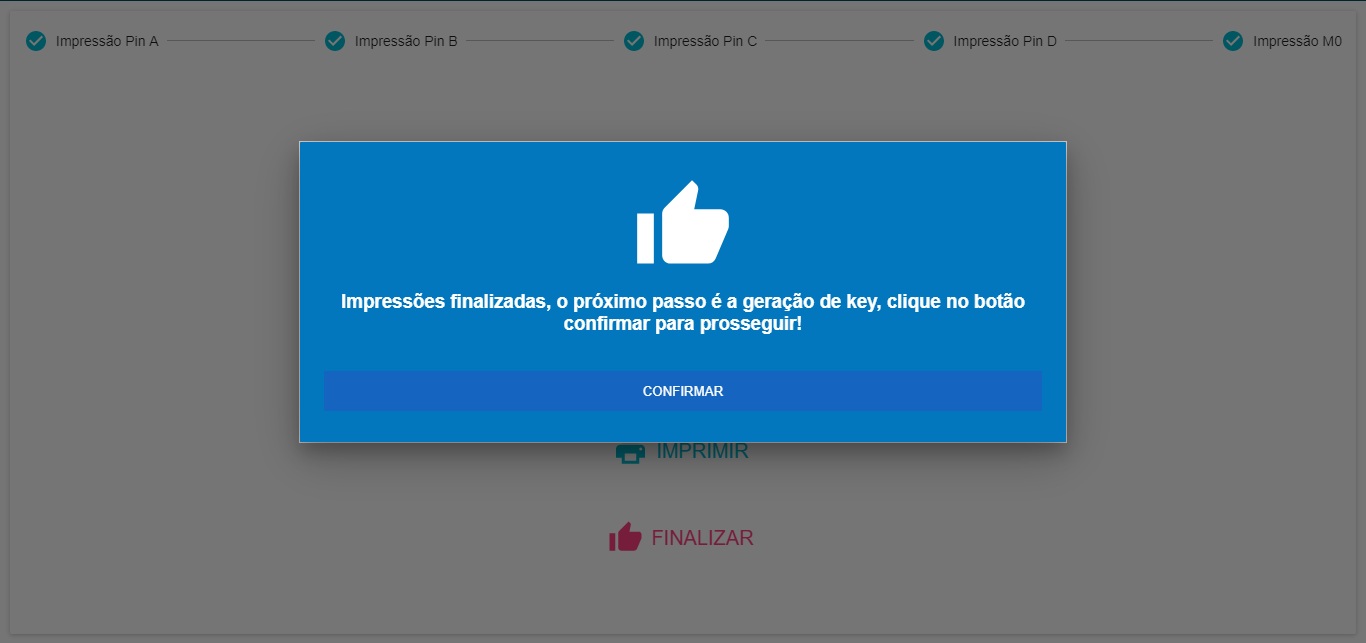 Impressão Pin A
Impressão Pin B
Impressão Pin C
Impressão Pin D
Impressão M0
Impressões finalizadas, o próximo passo é a geração de key, clique no botão
confirmar para prosseguir!
CONFIRMAR
IMPRIMIR
FINALIZAR